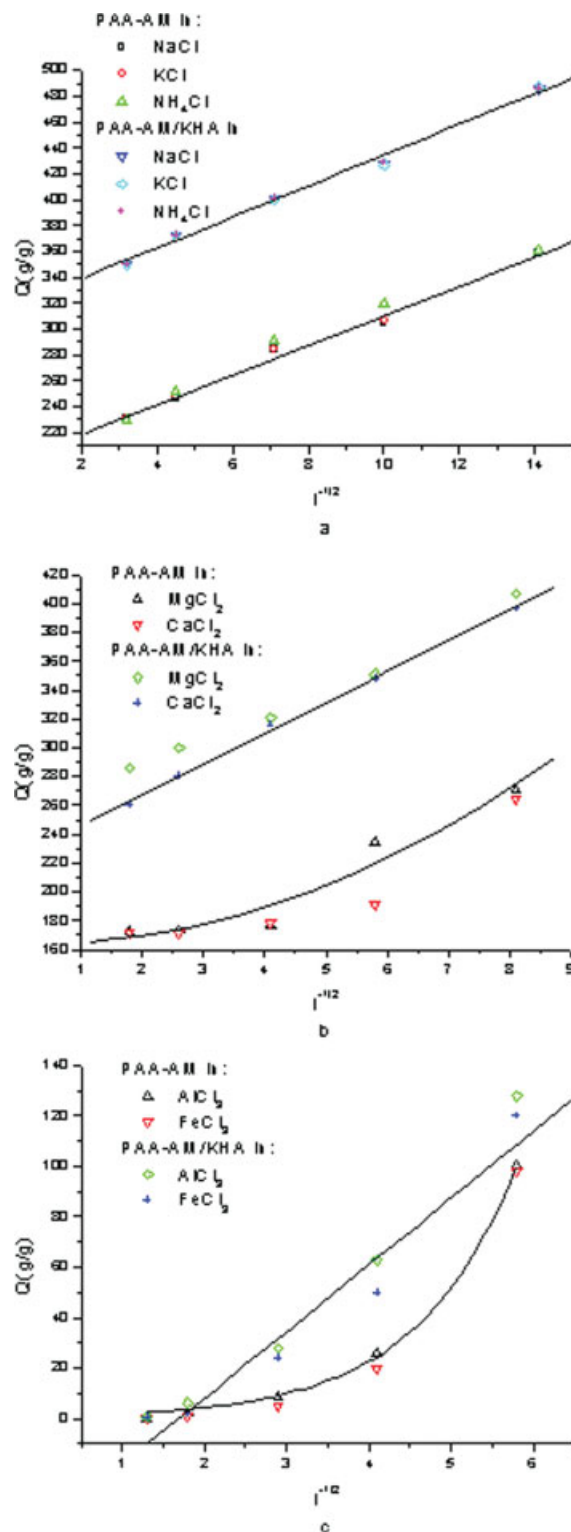 PAA-AM in:
NaCl
KCl
NH₄Cl
PAA-AM/KHA in
NaCl
KCl
NH₄Cl
500
480
460
440
420
400
380
360
340
320
300
280
260
240
220
Q(g/g)
2 4 6 8 10 12 14
I⁻¹/²
a
PAA-AM in:
MgCl₂
CaCl₂
PAA-AM/KHA in:
MgCl₂
CaCl₂
420
400
380
360
340
320
300
280
260
240
220
200
180
160
Q(g/g)
1 2 3 4 5 6 7 8 9
I⁻¹/²
b
PAA-AM in:
AlCl₃
FeCl₃
PAA-AM/KHA in:
AlCl₃
FeCl₃
140
120
100
80
60
40
20
0
Q(g/g)
1 2 3 4 5 6
I⁻¹/²
c